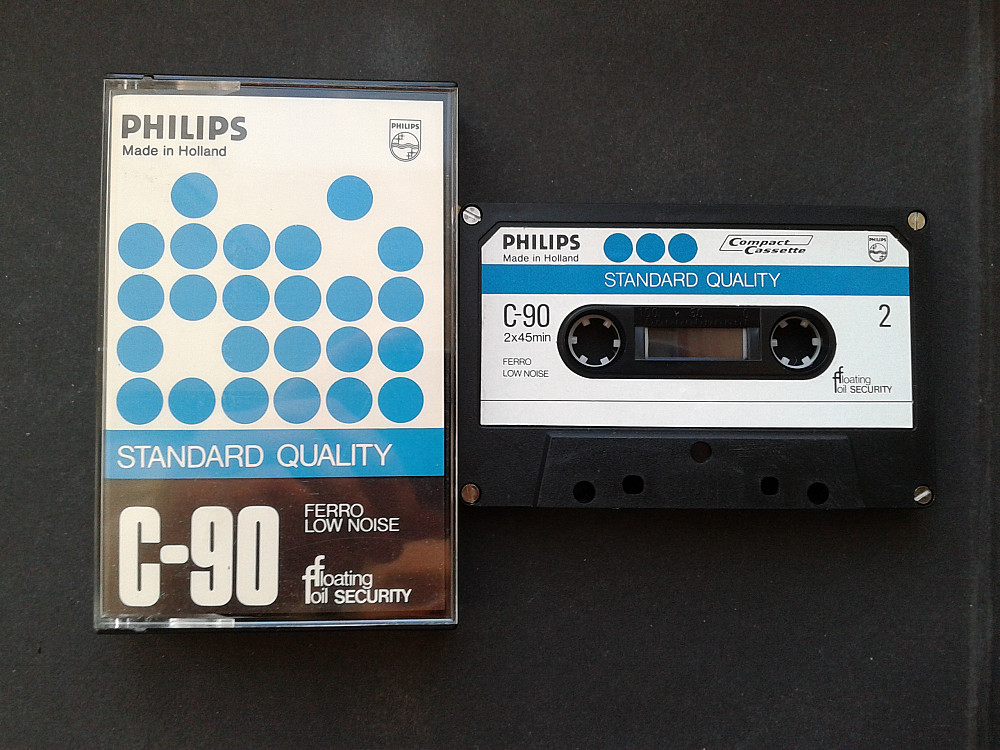 PHILIPS
Made in Holland
PHILIPS
STANDARD QUALITY
C-90
FERRO
LOW NOISE
floating
foil SECURITY
PHILIPS
Made in Holland
Compact
Cassette
PHILIPS
STANDARD QUALITY
C-90
2x45min
2
FERRO
LOW NOISE
floating
foil SECURITY